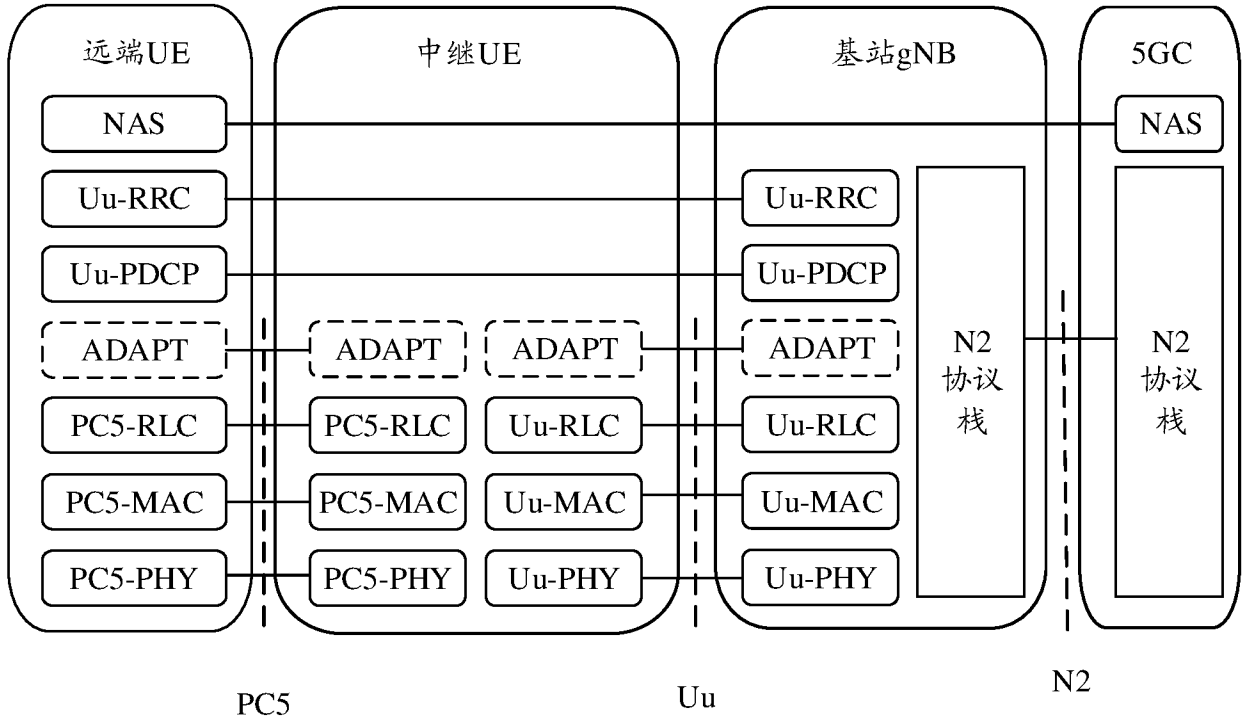 远端UE
中继UE
基站gNB
5GC
NAS
NAS
Uu-RRC
Uu-RRC
Uu-PDCP
Uu-PDCP
ADAPT
ADAPT
ADAPT
ADAPT
N2
协议
栈
N2
协议
栈
PC5-RLC
PC5-RLC
Uu-RLC
Uu-RLC
PC5-MAC
PC5-MAC
Uu-MAC
Uu-MAC
PC5-PHY
PC5-PHY
Uu-PHY
Uu-PHY
PC5
Uu
N2